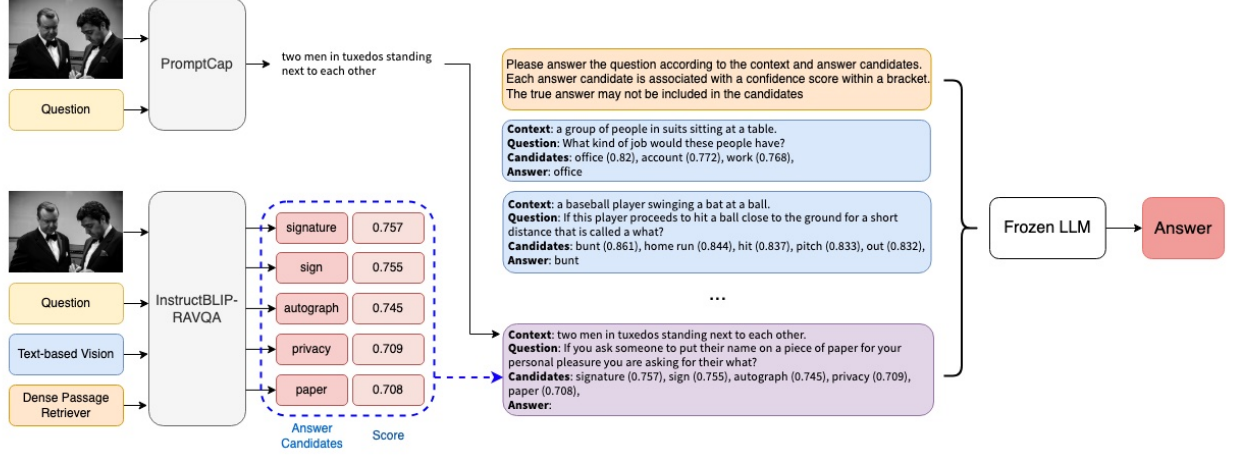 PromptCap
Question
two men in tuxedos standing
next to each other
InstructBLIP-
RAVQA
Question
Text-based Vision
Dense Passage
Retriever
signature 0.757
sign 0.755
autograph 0.745
privacy 0.709
paper 0.708
Answer
Candidates
Score
Please answer the question according to the context and answer candidates.
Each answer candidate is associated with a confidence score within a bracket.
The true answer may not be included in the candidates
Context: a group of people in suits sitting at a table.
Question: What kind of job would these people have?
Candidates: office (0.82), account (0.772), work (0.768),
Answer: office
Context: a baseball player swinging a bat at a ball.
Question: If this player proceeds to hit a ball close to the ground for a short
distance that is called a what?
Candidates: bunt (0.861), home run (0.844), hit (0.837), pitch (0.833), out (0.832),
Answer: bunt
...
Context: two men in tuxedos standing next to each other.
Question: If you ask someone to put their name on a piece of paper for your
personal pleasure you are asking for their what?
Candidates: signature (0.757), sign (0.755), autograph (0.745), privacy (0.709),
paper (0.708),
Answer:
Frozen LLM
Answer